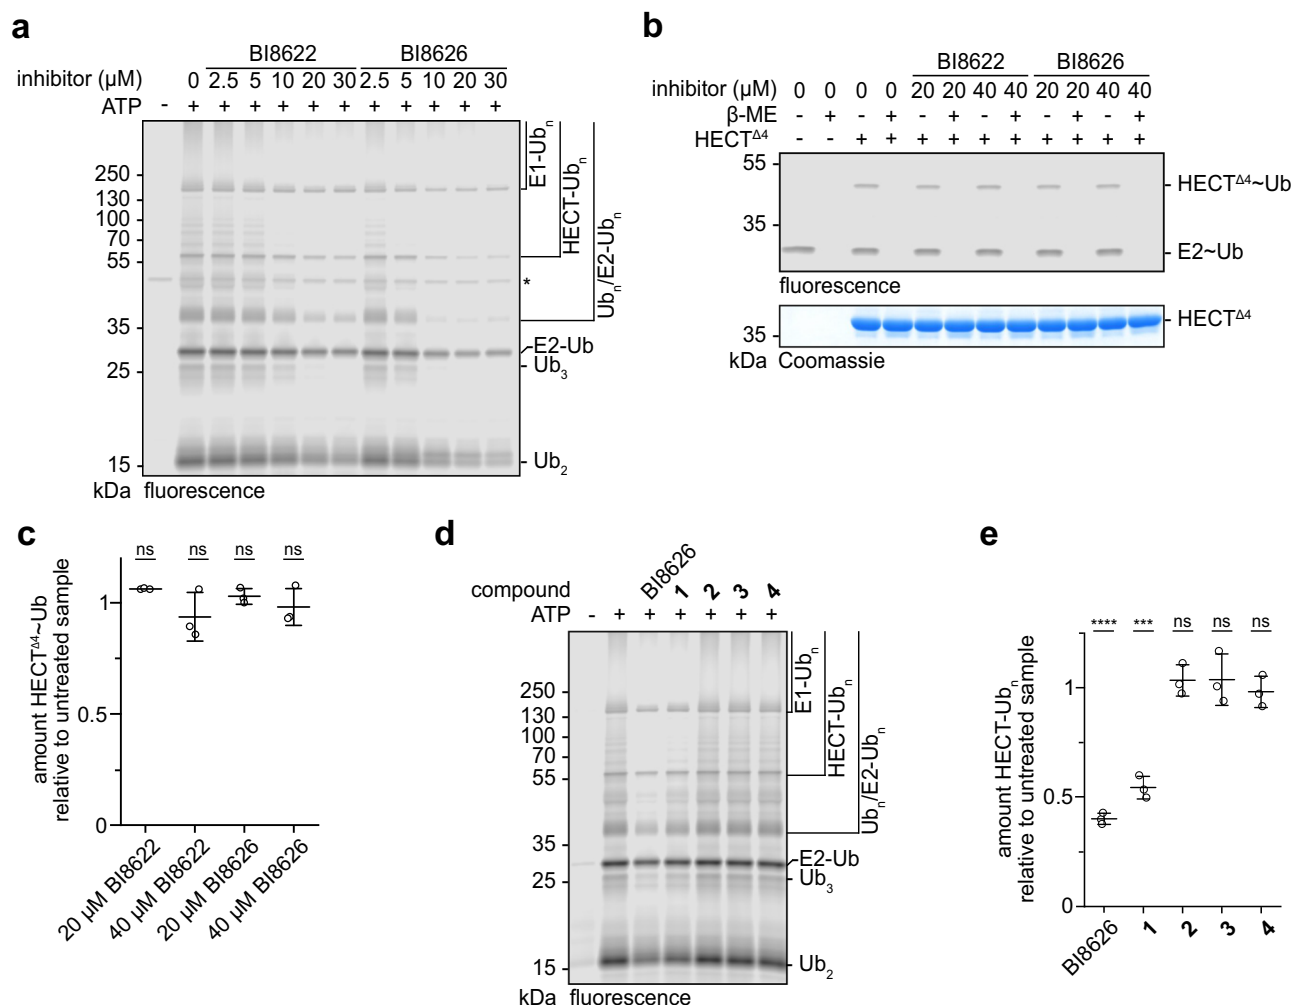 a
BI8622 BI8626
inhibitor (µM) 0 2.5 5 10 20 30 2.5 5 10 20 30
ATP - + + + + + + + + + + +
250
130
100
70
55
35
25
15
E1-Ubn
HECT-Ubn
Ubn/E2-Ubn
*
E2-Ub
Ub3
Ub2
kDa fluorescence
b
BI8622 BI8626
inhibitor (µM) 0 0 0 0 20 20 40 40 20 20 40 40
β-ME - + - + - + - + - + - +
HECTΔ4 - - + + + + + + + + + +
55
35
HECTΔ4~Ub
E2~Ub
fluorescence
35
HECTΔ4
kDa Coomassie
c
amount HECTΔ4~Ub
relative to untreated sample
ns ns ns ns
1
0.5
0
20 µM BI8622
40 µM BI8622
20 µM BI8626
40 µM BI8626
d
compound BI8626 1 2 3 4
ATP - + + + + + +
250
130
100
70
55
35
25
15
E1-Ubn
HECT-Ubn
Ubn/E2-Ubn
E2-Ub
Ub3
Ub2
kDa fluorescence
e
amount HECT-Ubn
relative to untreated sample
**** *** ns ns ns
1
0.5
0
BI8626 1 2 3 4